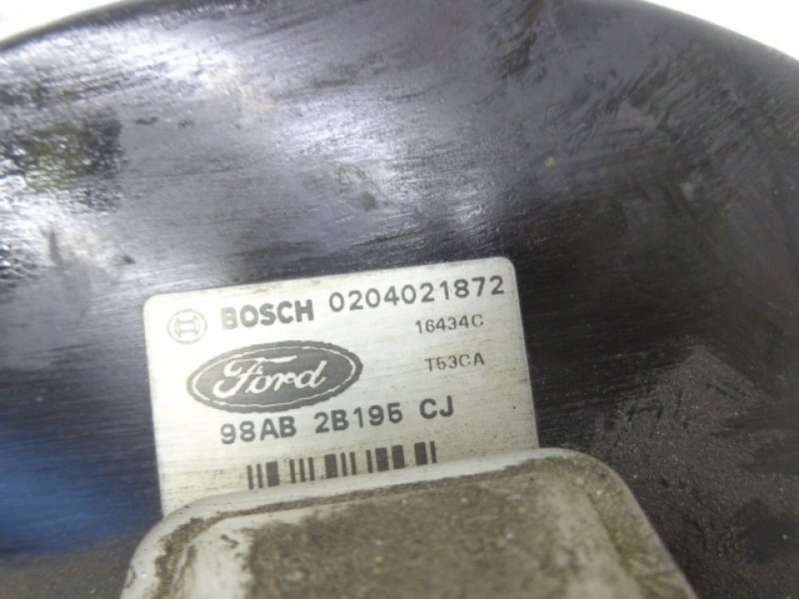 BOSCH 0204021872
16434C
Ford
T53CA
98AB 2B195 CJ